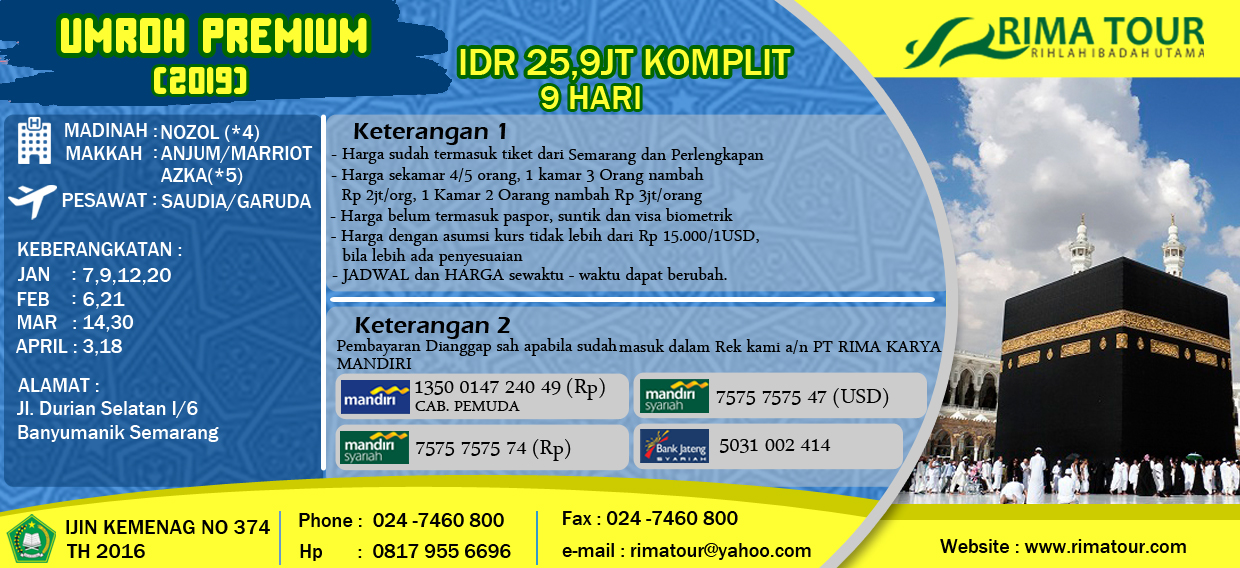 UMROH PREMIUM
(2019)
IDR 25,9JT KOMPLIT
9 HARI
RIMA TOUR
RIHLAH IBADAH UTAMA
MADINAH : NOZOL (*4)
MAKKAH : ANJUM/MARRIOT
AZKA(*5)
PESAWAT : SAUDIA/GARUDA
KEBERANGKATAN :
JAN : 7,9,12,20
FEB : 6,21
MAR : 14,30
APRIL : 3,18
ALAMAT :
Jl. Durian Selatan I/6
Banyumanik Semarang
Keterangan 1
- Harga sudah termasuk tiket dari Semarang dan Perlengkapan
- Harga sekamar 4/5 orang, 1 kamar 3 Orang nambah
Rp 2jt/org, 1 Kamar 2 Oarang nambah Rp 3jt/orang
- Harga belum termasuk paspor, suntik dan visa biometrik
- Harga dengan asumsi kurs tidak lebih dari Rp 15.000/1USD,
bila lebih ada penyesuaian
- JADWAL dan HARGA sewaktu - waktu dapat berubah.
Keterangan 2
Pembayaran Dianggap sah apabila sudah masuk dalam Rek kami a/n PT RIMA KARYA
MANDIRI
mandiri 1350 0147 240 49 (Rp)
CAB. PEMUDA
mandiri syariah 7575 7575 47 (USD)
mandiri syariah 7575 7575 74 (Rp)
Bank Jateng SYARIAH 5031 002 414
IJIN KEMENAG NO 374
TH 2016
Phone : 024 -7460 800
Hp : 0817 955 6696
Fax : 024 -7460 800
e-mail : rimatour@yahoo.com
Website : www.rimatour.com